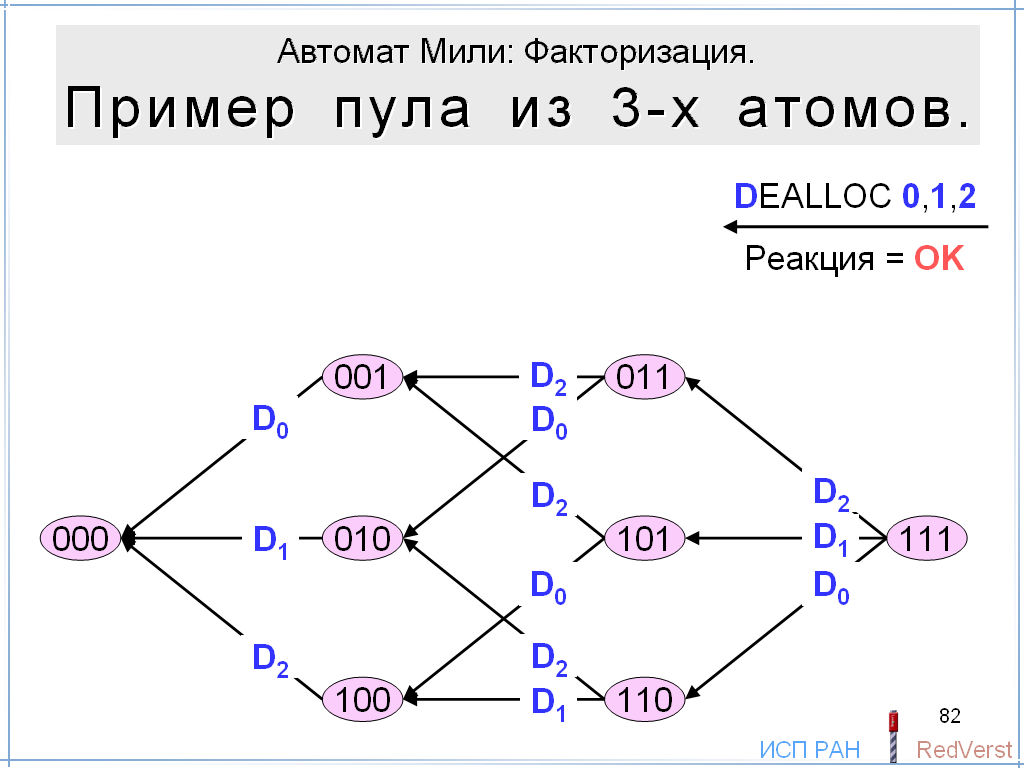 Автомат Мили: Факторизация.
Пример пула из 3-х атомов.
DEALLOC 0,1,2
Реакция = OK
001
D2
011
D0
D0
D2
D2
000
D1
010
101
D1
111
D0
D0
D2
D2
100
D1
110
82
ИСП РАН
RedVerst